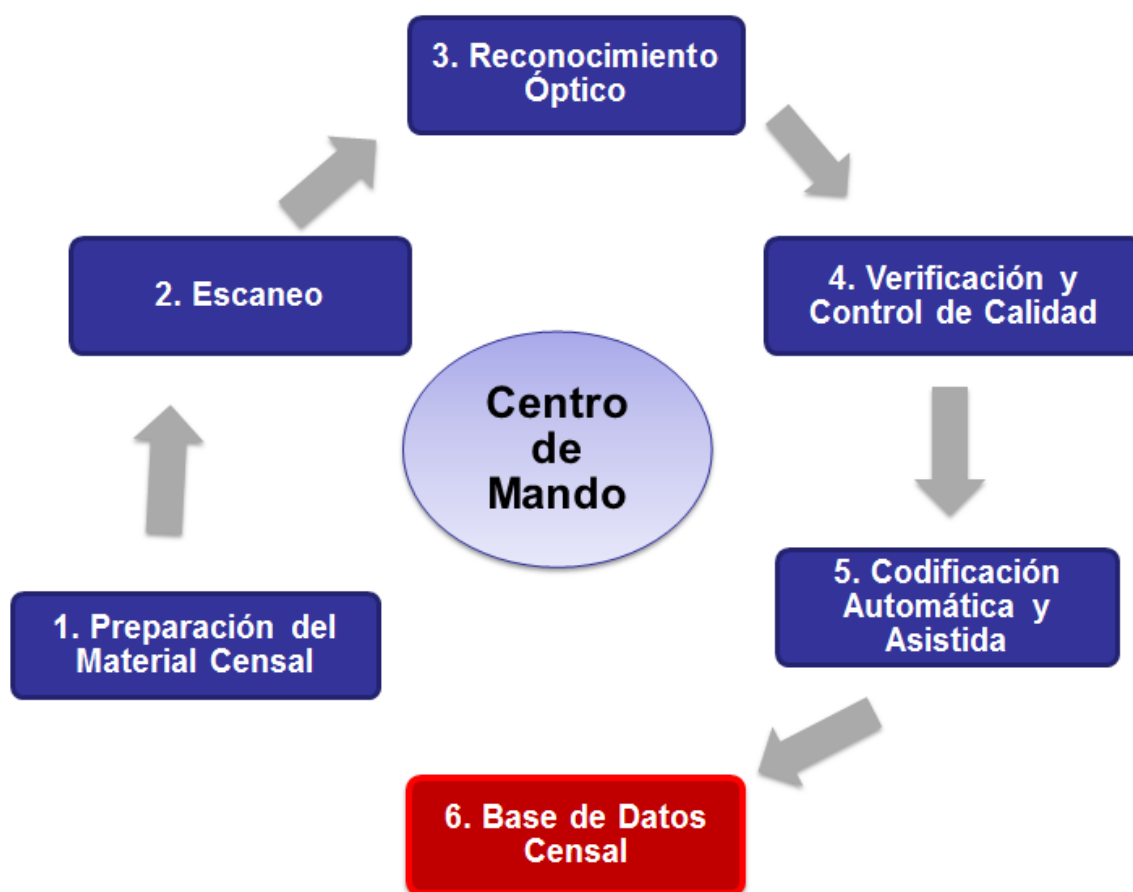 3. Reconocimiento
Óptico
2. Escaneo
4. Verificación y
Control de Calidad
Centro
de
Mando
1. Preparación del
Material Censal
5. Codificación
Automática y
Asistida
6. Base de Datos
Censal